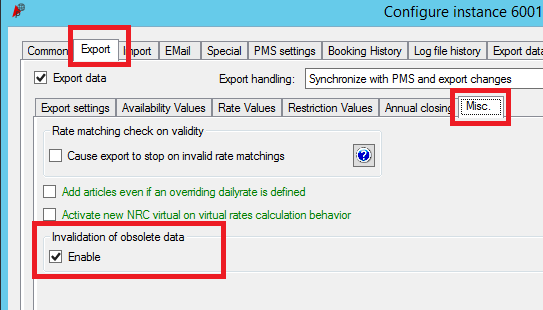 Configure instance 6001
Common Export Import EMail Special PMS settings Booking History Log file history Export data
Export data Export handling: Synchronize with PMS and export changes
Export settings Availability Values Rate Values Restriction Values Annual closing Misc.
Rate matching check on validity
Cause export to stop on invalid rate matchings
Add articles even if an overriding dailyrate is defined
Activate new NRC virtual on virtual rates calculation behavior
Invalidation of obsolete data
Enable